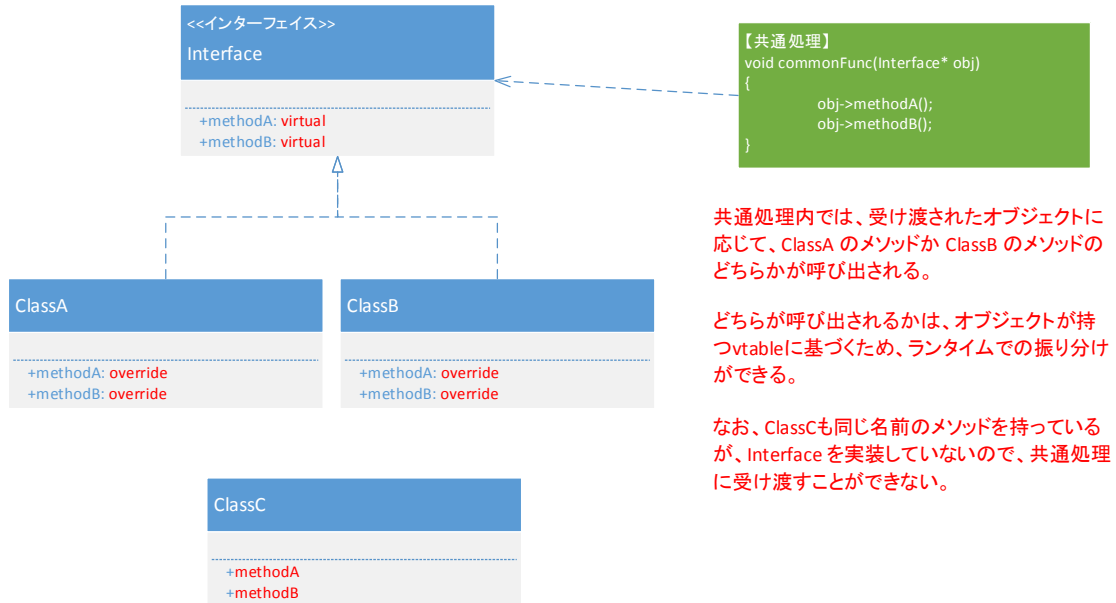 <<インターフェイス>>
Interface
+methodA: virtual
+methodB: virtual
【共通処理】
void commonFunc(Interface* obj)
{
obj->methodA();
obj->methodB();
}
共通処理内では、受け渡されたオブジェクトに
応じて、ClassA のメソッドか ClassB のメソッドの
どちらかが呼び出される。
どちらが呼び出されるかは、オブジェクトが持
つvtableに基づくため、ランタイムでの振り分け
ができる。
なお、ClassCも同じ名前のメソッドを持っている
が、Interface を実装していないので、共通処理
に受け渡すことができない。
ClassA
+methodA: override
+methodB: override
ClassB
+methodA: override
+methodB: override
ClassC
+methodA
+methodB